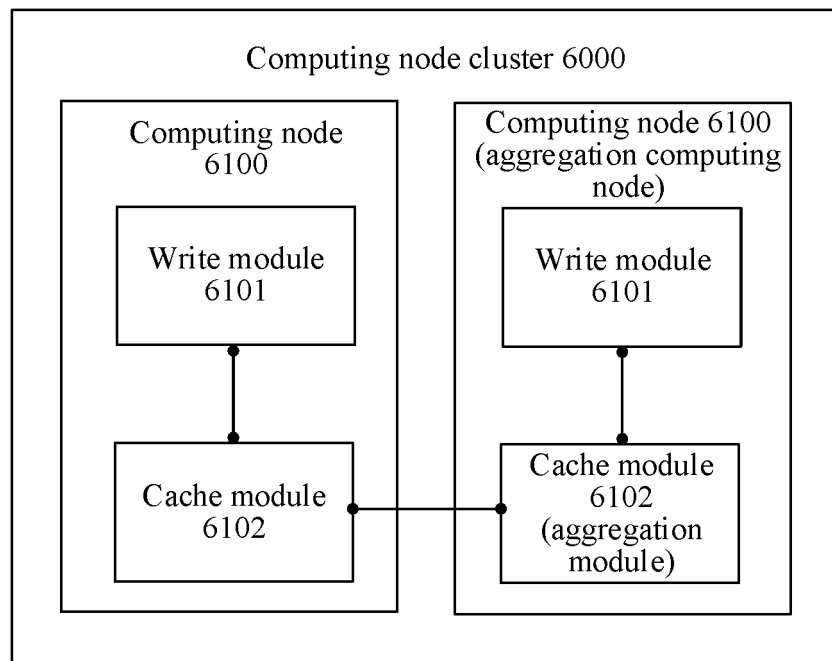 Computing node cluster 6000
Computing node
6100
Write module
6101
Cache module
6102
Computing node 6100
(aggregation computing
node)
Write module
6101
Cache module
6102
(aggregation
module)